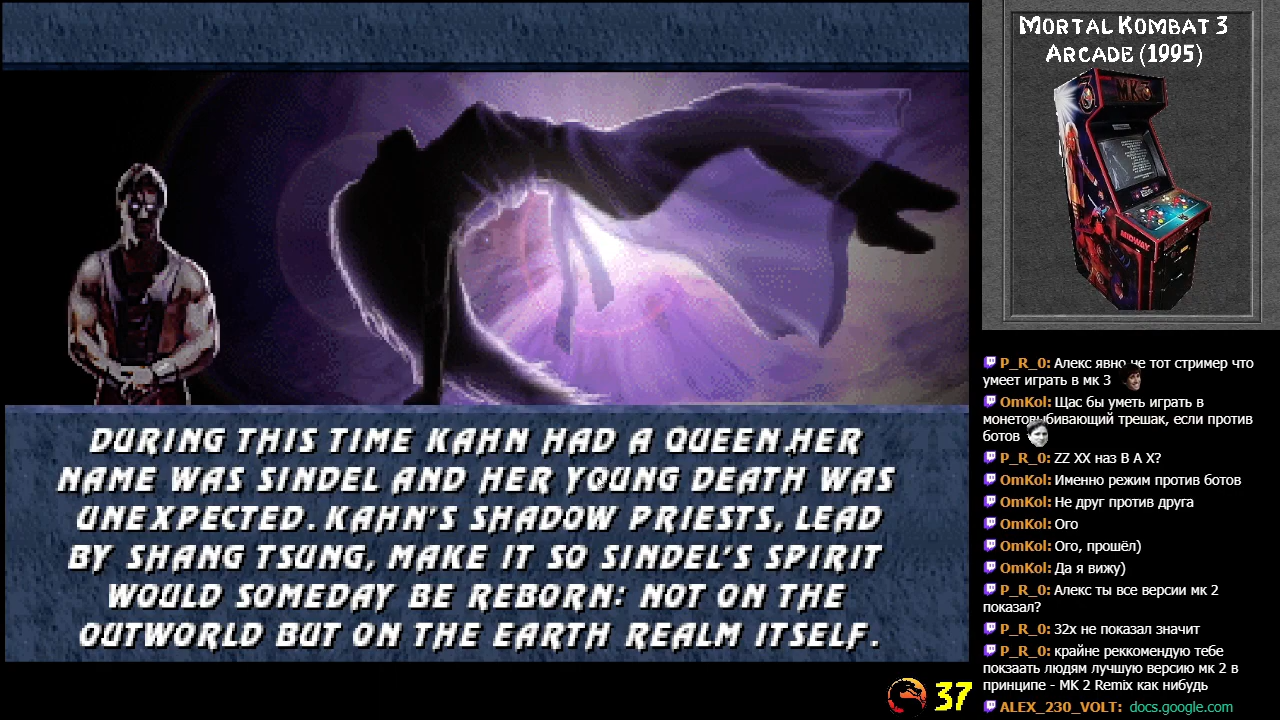 DURING THIS TIME KAHN HAD A QUEEN.HER
NAME WAS SINDEL AND HER YOUNG DEATH WAS
UNEXPECTED. KAHN'S SHADOW PRIESTS, LEAD
BY SHANG TSUNG, MAKE IT SO SINDEL'S SPIRIT
WOULD SOMEDAY BE REBORN: NOT ON THE
OUTWORLD BUT ON THE EARTH REALM ITSELF.
37
MORTAL KOMBAT 3
ARCADE (1995)
MK3
MIDWAY
P_R_0: Алекс явно не тот стример что
умеет играть в мк 3
OmKol: Щас бы уметь играть в
монетовыбивающий трешак, если против
ботов
P_R_0: ZZ XX наз B A X?
OmKol: Именно режим против ботов
OmKol: Не друг против друга
OmKol: Ого
OmKol: Ого, прошёл)
OmKol: Да я вижу)
P_R_0: Алекс ты все версии мк 2
показал?
P_R_0: 32x не показал значит
P_R_0: крайне реккомендую тебе
покзаать людям лучшую версию мк 2 в
принципе - MK 2 Remix как нибудь
ALEX_230_VOLT: docs.google.com